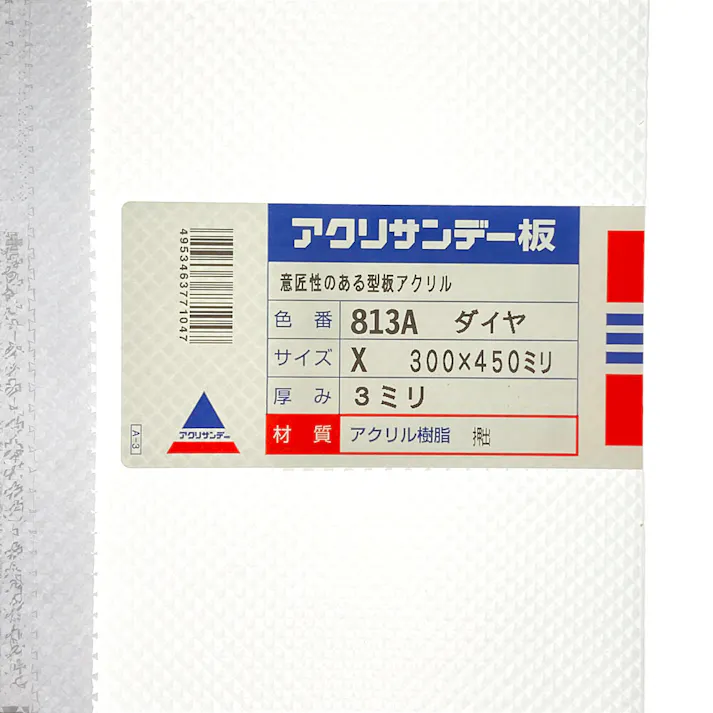 アクリサンデー板
意匠性のある型板アクリル
色 番 813A ダイヤ
サイズ X 300×450ミリ
厚 み 3ミリ
材 質 アクリル樹脂 押出
4953463771047
アクリサンデー
A-3